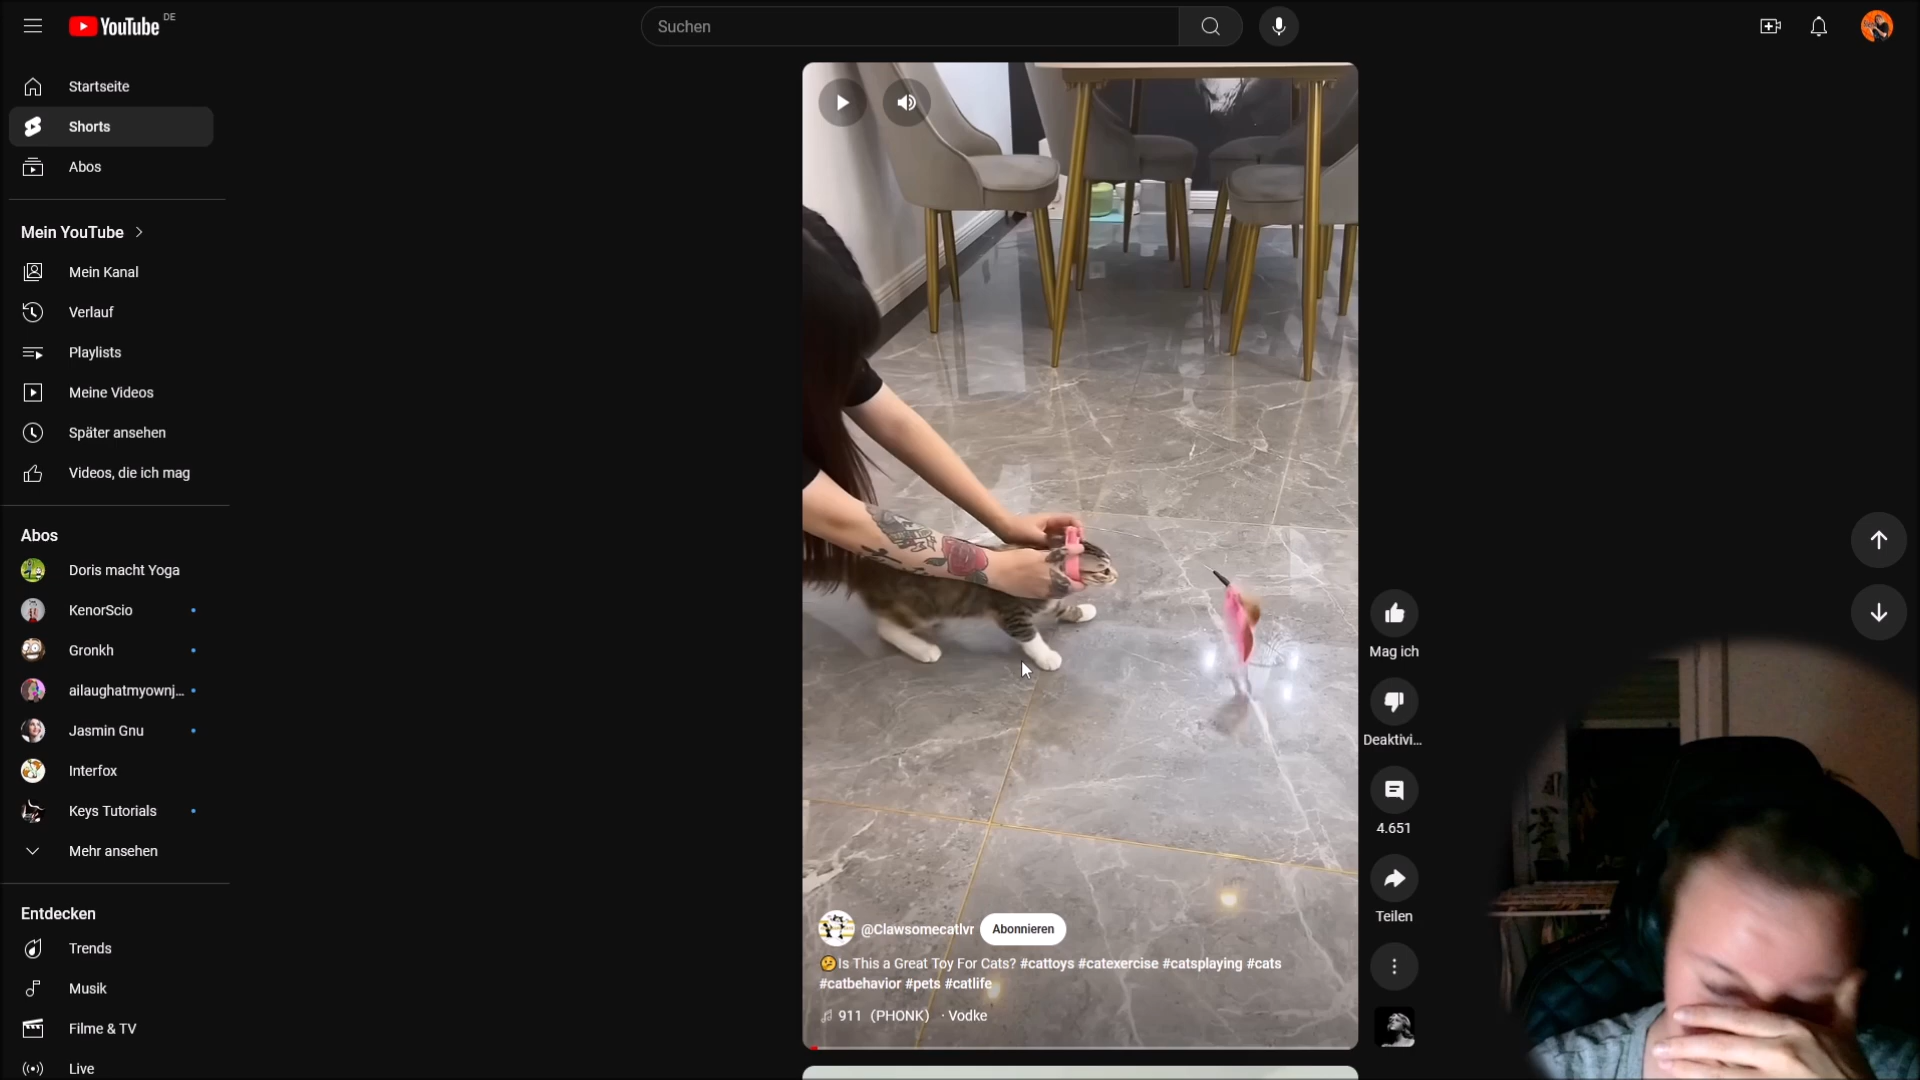 YouTube DE
Suchen
Startseite
Shorts
Abos
Mein YouTube
Mein Kanal
Verlauf
Playlists
Meine Videos
Später ansehen
Videos, die ich mag
Abos
Doris macht Yoga
KenorScio
Gronkh
ailaughatmyownj...
Jasmin Gnu
Interfox
Keys Tutorials
Mehr ansehen
Entdecken
Trends
Musik
Filme & TV
Live
Mag ich
Deaktivi...
4.651
Teilen
@Clawsomecatlvr Abonnieren
🫤Is This a Great Toy For Cats? #cattoys #catexercise #catsplaying #cats
#catbehavior #pets #catlife
911 (PHONK) · Vodke